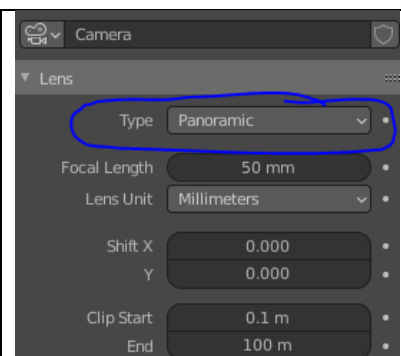 Camera
Lens
Type Panoramic
Focal Length 50 mm
Lens Unit Millimeters
Shift X 0.000
Y 0.000
Clip Start 0.1 m
End 100 m